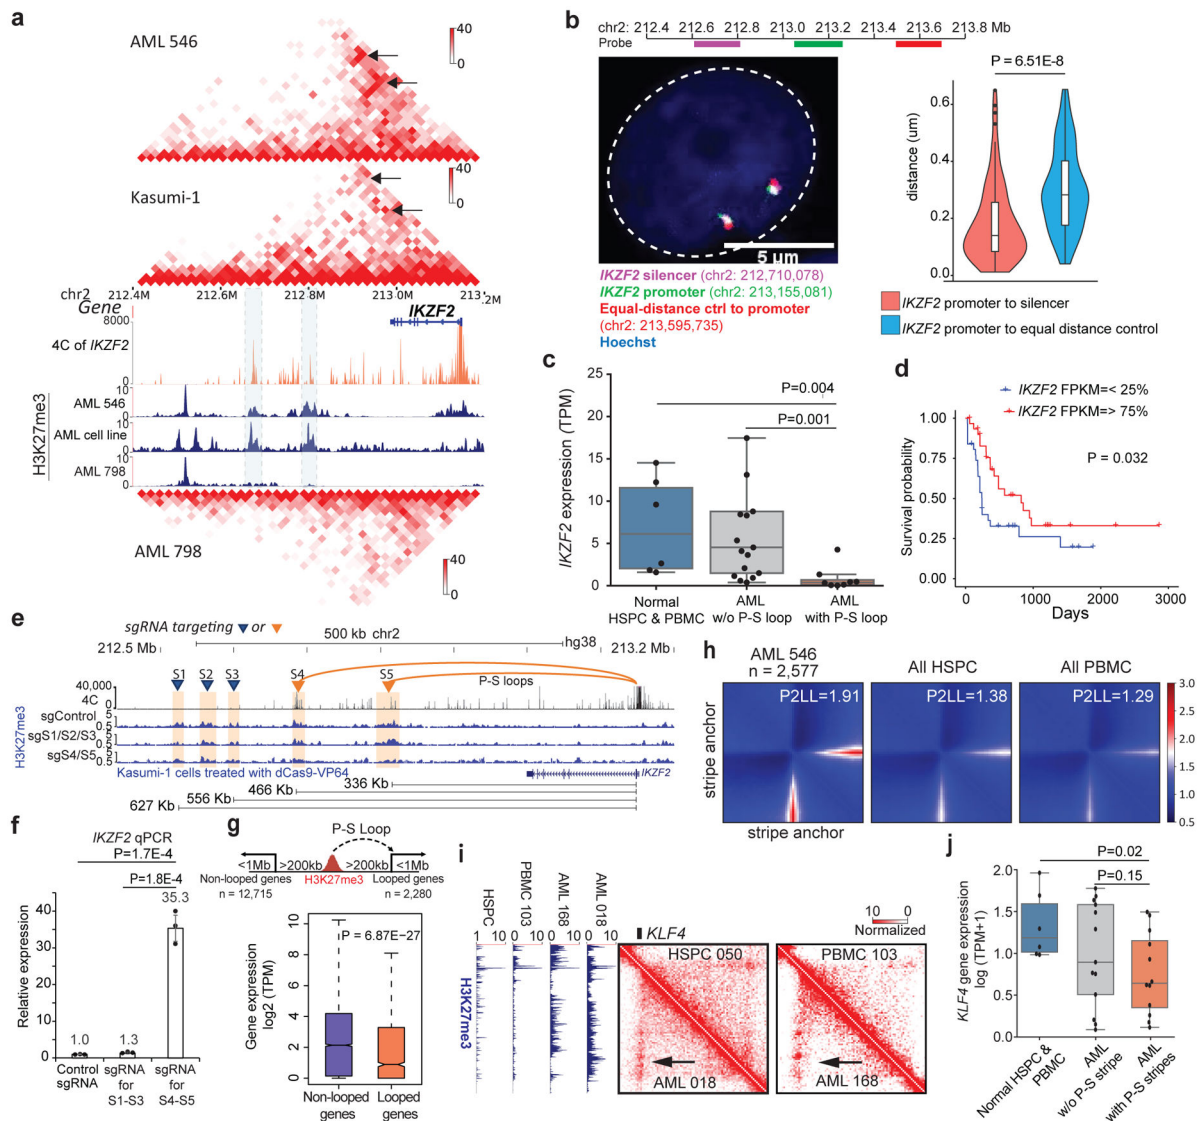 a
AML 546
40
0
Kasumi-1
40
0
chr2
212.4M
212.6M
212.8M
213.0M
213.2M
Gene
IKZF2
8000
4C of IKZF2
0
H3K27me3
10
AML 546
0
10
AML cell line
0
10
AML 798
0
AML 798
40
0
b
chr2: 212.4
212.6
212.8
213.0
213.2
213.4
213.6
213.8 Mb
Probe
5 μm
IKZF2 silencer (chr2: 212,710,078)
IKZF2 promoter (chr2: 213,155,081)
Equal-distance ctrl to promoter
(chr2: 213,595,735)
Hoechst
P = 6.51E-8
distance (um)
0.6
0.4
0.2
0.0
IKZF2 promoter to silencer
IKZF2 promoter to equal distance control
c
IKZF2 expression (TPM)
25
20
15
10
5
0
P=0.004
P=0.001
Normal
HSPC & PBMC
AML
w/o P-S loop
AML
with P-S loop
d
IKZF2 FPKM=< 25%
IKZF2 FPKM=> 75%
P = 0.032
Survival probability
1.00
0.75
0.50
0.25
0.00
0
1000
2000
3000
Days
e
sgRNA targeting
or
500 kb chr2
hg38
212.5 Mb
213.2 Mb
S1
S2
S3
S4
S5
P-S loops
40,000
4C
0
H3K27me3
sgControl
5
0.5
sgS1/S2/S3
5
0.5
sgS4/S5
5
0.5
Kasumi-1 cells treated with dCas9-VP64
IKZF2
336 Kb
466 Kb
556 Kb
627 Kb
f
IKZF2 qPCR
P=1.7E-4
P=1.8E-4
35.3
Relative expression
40
30
20
10
0
1.0
1.3
Control
sgRNA
sgRNA
for
S1-S3
sgRNA
for
S4-S5
g
P-S Loop
<1Mb
>200kb
>200kb
<1Mb
Non-looped genes
n = 12,715
H3K27me3
Looped genes
n = 2,280
P = 6.87E−27
Gene expression
log2 (TPM)
10
8
6
4
2
0
Non-looped
genes
Looped
genes
h
AML 546
n = 2,577
All HSPC
All PBMC
P2LL=1.91
P2LL=1.38
P2LL=1.29
stripe anchor
stripe anchor
3.0
2.5
2.0
1.5
1.0
0.5
i
HSPC
PBMC 103
AML 168
AML 018
1
10
0
10
0
10
0
10
H3K27me3
KLF4
10
0
Normalized
HSPC 050
AML 018
PBMC 103
AML 168
j
KLF4 gene expression
log (TPM+1)
2.0
1.5
1.0
0.5
0.0
P=0.02
P=0.15
Normal HSPC &
PBMC
AML
w/o P-S stripe
AML
with P-S stripes